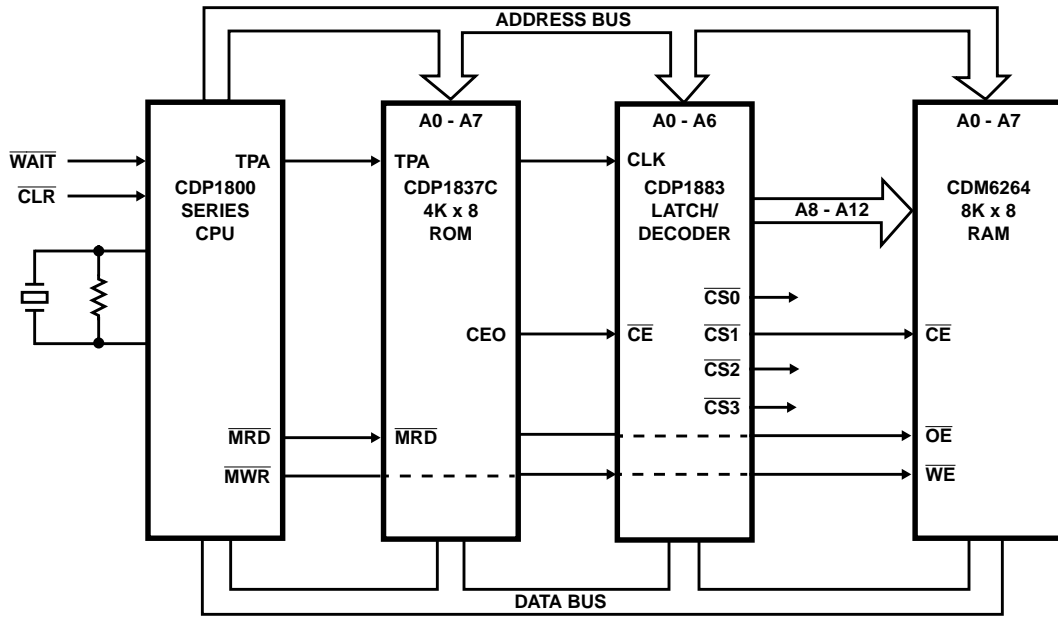 ADDRESS BUS
A0 - A7
A0 - A6
A0 - A7
WAIT
CLR
TPA
CDP1800
SERIES
CPU
MRD
MWR
TPA
CDP1837C
4K x 8
ROM
CEO
MRD
CLK
CDP1883
LATCH/
DECODER
CE
CS0
CS1
CS2
CS3
A8 - A12
CDM6264
8K x 8
RAM
CE
OE
WE
DATA BUS